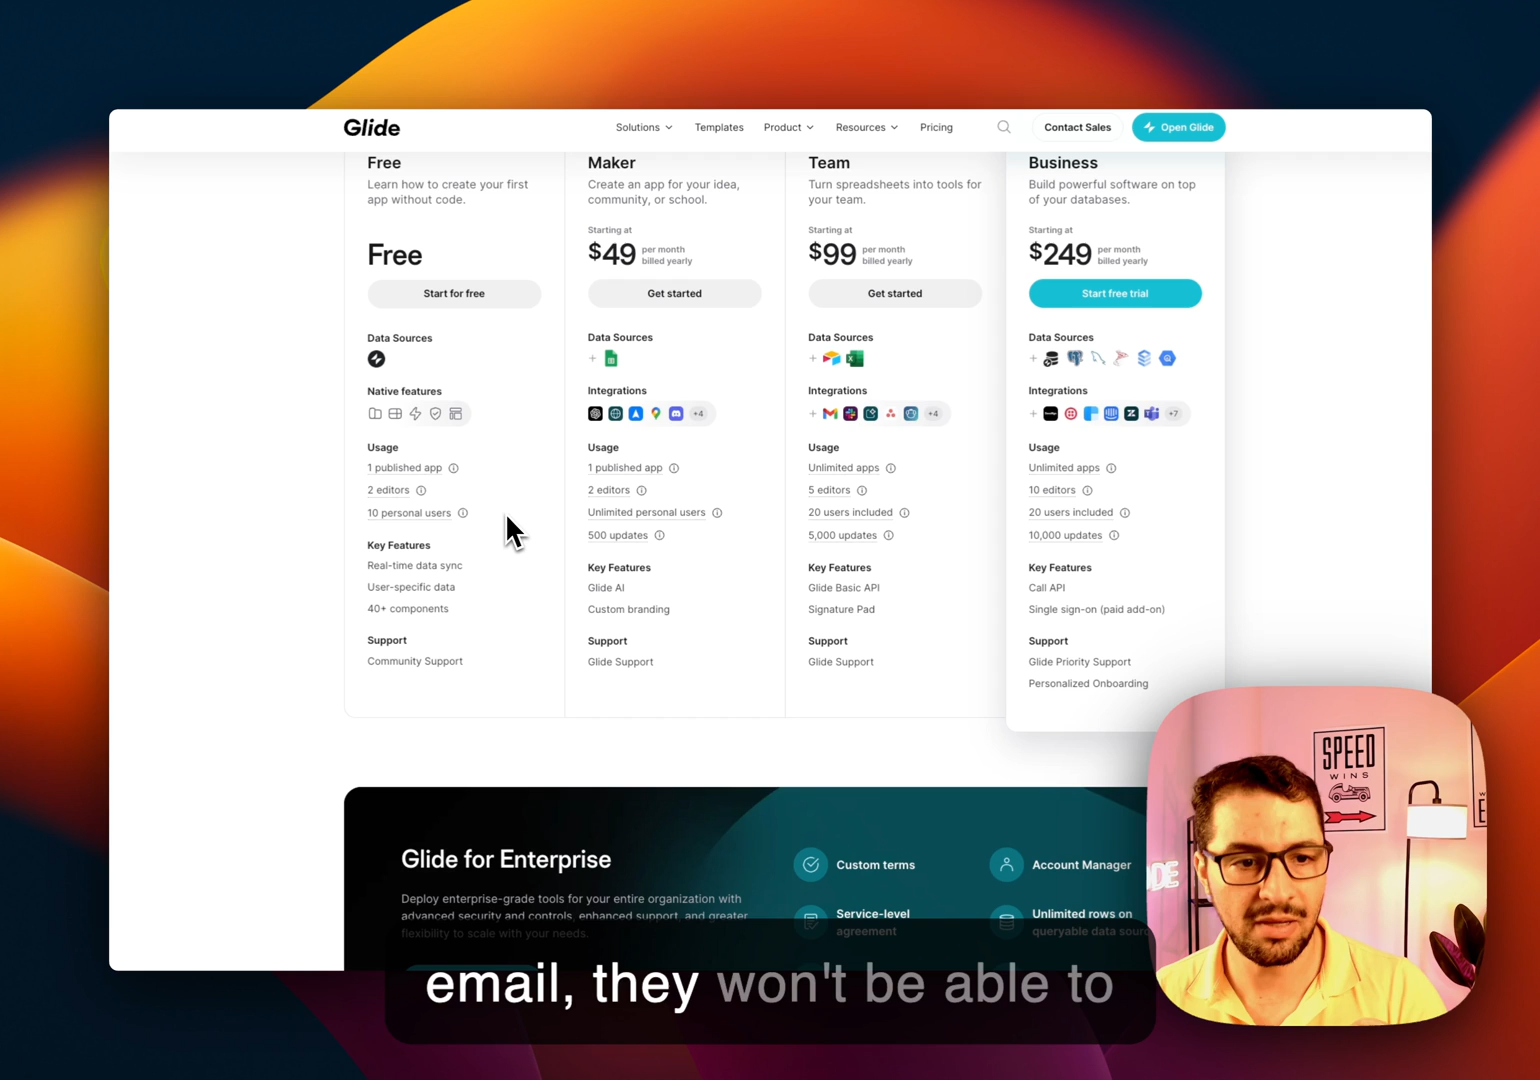 Glide
Solutions
Templates
Product
Resources
Pricing
Contact Sales
Open Glide
Free
Learn how to create your first
app without code.
Free
Start for free
Data Sources
Native features
Usage
1 published app
2 editors
10 personal users
Key Features
Real-time data sync
User-specific data
40+ components
Support
Community Support
Maker
Create an app for your idea,
community, or school.
Starting at
$49 per month
billed yearly
Get started
Data Sources
+
Integrations
+4
Usage
1 published app
2 editors
Unlimited personal users
500 updates
Key Features
Glide AI
Custom branding
Support
Glide Support
Team
Turn spreadsheets into tools for
your team.
Starting at
$99 per month
billed yearly
Get started
Data Sources
+
Integrations
+ +4
Usage
Unlimited apps
5 editors
20 users included
5,000 updates
Key Features
Glide Basic API
Signature Pad
Support
Glide Support
Business
Build powerful software on top
of your databases.
Starting at
$249 per month
billed yearly
Start free trial
Data Sources
+
Integrations
+ +7
Usage
Unlimited apps
10 editors
20 users included
10,000 updates
Key Features
Call API
Single sign-on (paid add-on)
Support
Glide Priority Support
Personalized Onboarding
Glide for Enterprise
Deploy enterprise-grade tools for your entire organization with
advanced security and controls, enhanced support, and greater
flexibility to scale with your needs.
Custom terms
Account Manager
Service-level
agreement
Unlimited rows on
queryable data sourc
SPEED
WINS
DE
email, they won't be able to